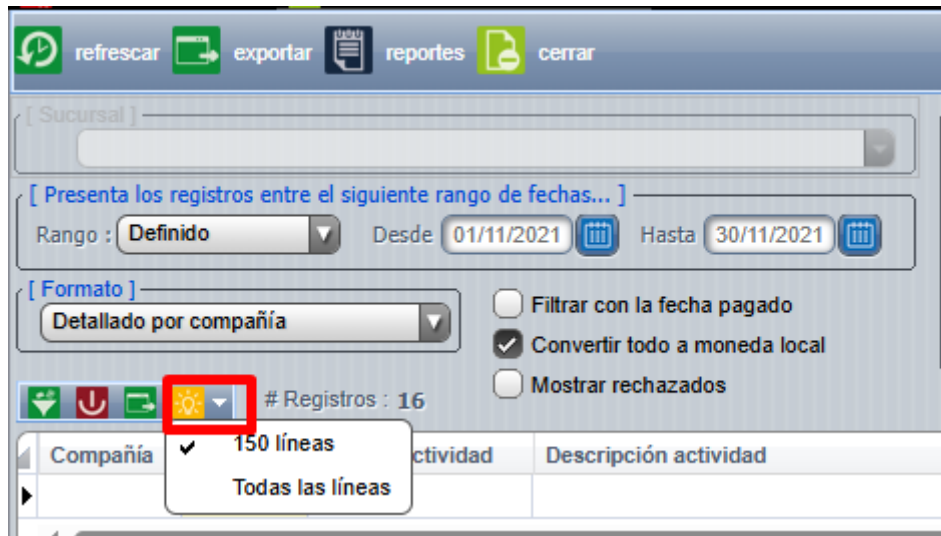 refrescar exportar reportes cerrar
[ Sucursal ]
[ Presenta los registros entre el siguiente rango de fechas... ]
Rango : Definido Desde 01/11/2021 Hasta 30/11/2021
[ Formato ]
Detallado por compañía
Filtrar con la fecha pagado
Convertir todo a moneda local
Mostrar rechazados
# Registros : 16
Compañía ctividad Descripción actividad
150 líneas
Todas las líneas